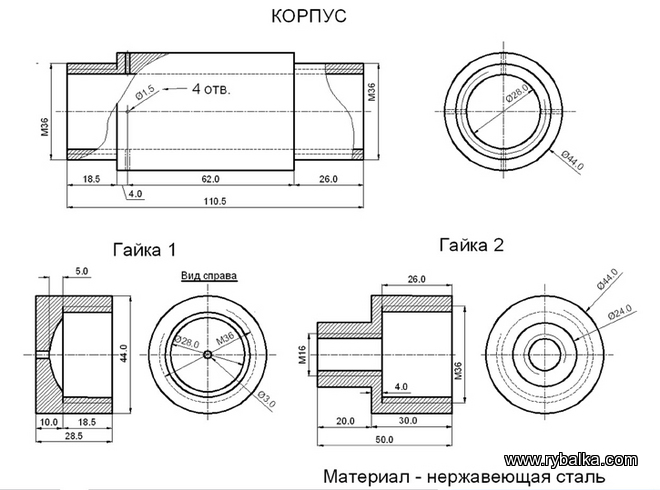 КОРПУС
Ø1.5
4 отв.
M36
M36
18.5
62.0
26.0
4.0
110.5
Ø28.0
Ø44.0
Гайка 1
5.0
Вид справа
44.0
Ø28.0
M36
Ø3.0
10.0
18.5
28.5
Гайка 2
26.0
M16
M36
4.0
20.0
30.0
50.0
Ø44.0
Ø24.0
www.rybalka.com
Материал - нержавеющая сталь